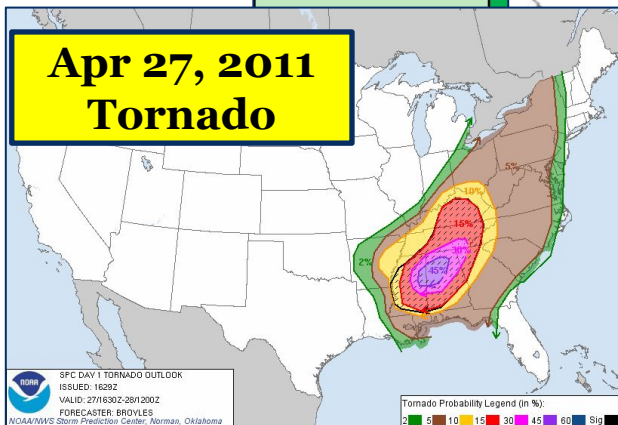 Apr 27, 2011
Tornado
5%
10%
15%
2%
30%
45%
NOAA
SPC DAY 1 TORNADO OUTLOOK
ISSUED: 1629Z
VALID: 27/1630Z-28/1200Z
FORECASTER: BROYLES
NOAA/NWS Storm Prediction Center, Norman, Oklahoma
Tornado Probability Legend (in %):
2 5 10 15 30 45 60 Sig